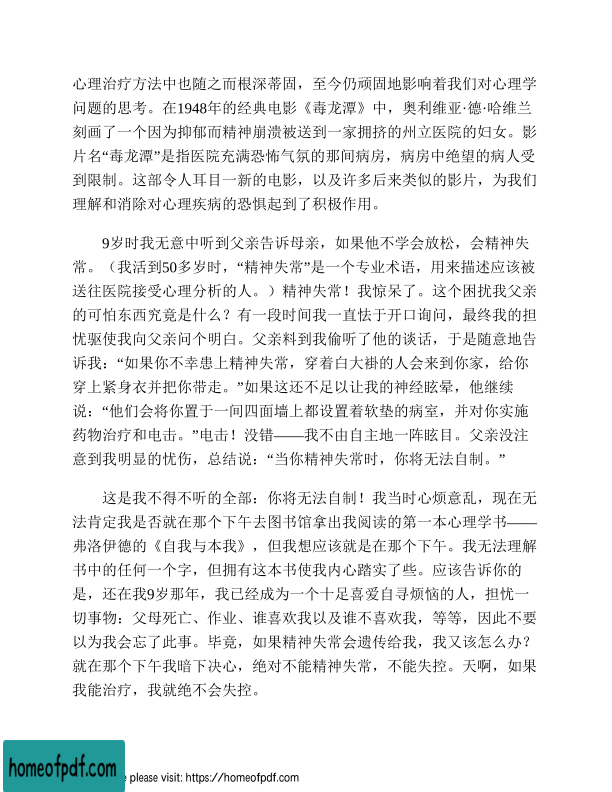 心理治疗方法中也随之而根深蒂固，至今仍顽固地影响着我们对心理学
问题的思考。在1948年的经典电影《毒龙潭》中，奥利维亚·德·哈维兰
刻画了一个因为抑郁而精神崩溃被送到一家拥挤的州立医院的妇女。影
片名“毒龙潭”是指医院充满恐怖气氛的那间病房，病房中绝望的病人受
到限制。这部令人耳目一新的电影，以及许多后来类似的影片，为我们
理解和消除对心理疾病的恐惧起到了积极作用。
9岁时我无意中听到父亲告诉母亲，如果他不学会放松，会精神失
常。（我活到50多岁时，“精神失常”是一个专业术语，用来描述应该被
送往医院接受心理分析的人。）精神失常！我惊呆了。这个困扰我父亲
的可怕东西究竟是什么？有一段时间我一直怯于开口询问，最终我的担
忧驱使我向父亲问个明白。父亲料到我偷听了他的谈话，于是随意地告
诉我：“如果你不幸患上精神失常，穿着白大褂的人会来到你家，给你
穿上紧身衣并把你带走。”如果这还不足以让我的神经眩晕，他继续
说：“他们会将你置于一间四面墙上都设置着软垫的病室，并对你实施
药物治疗和电击。”电击！没错——我不由自主地一阵眩目。父亲没注
意到我明显的忧伤，总结说：“当你精神失常时，你将无法自制。”
这是我不得不听的全部：你将无法自制！我当时心烦意乱，现在无
法肯定我是否就在那个下午去图书馆拿出我阅读的第一本心理学书——
弗洛伊德的《自我与本我》，但我想应该就是在那个下午。我无法理解
书中的任何一个字，但拥有这本书使我内心踏实了些。应该告诉你的
是，还在我9岁那年，我已经成为一个十足喜爱自寻烦恼的人，担忧一
切事物：父母死亡、作业、谁喜欢我以及谁不喜欢我，等等，因此不要
以为我会忘了此事。毕竟，如果精神失常会遗传给我，我又该怎么办？
就在那个下午我暗下决心，绝对不能精神失常，不能失控。天啊，如果
我能治疗，我就绝不会失控。
homeofpdf.com
e please visit: https://homeofpdf.com